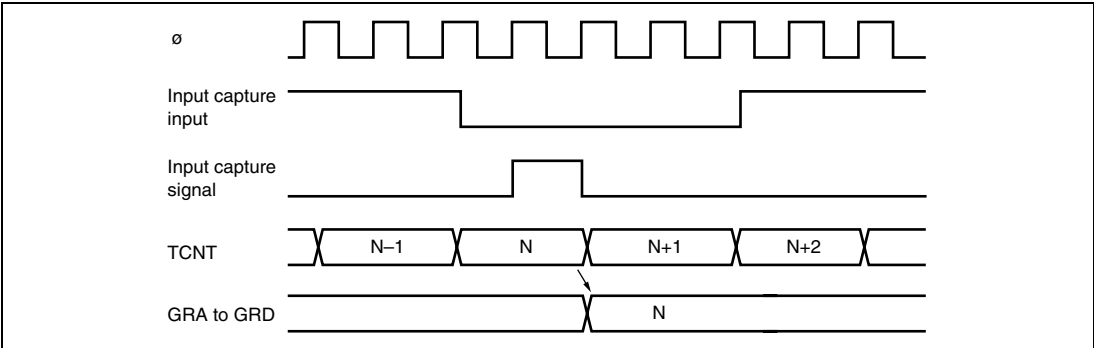 ø
Input capture
input
Input capture
signal
TCNT
N–1
N
N+1
N+2
GRA to GRD
N